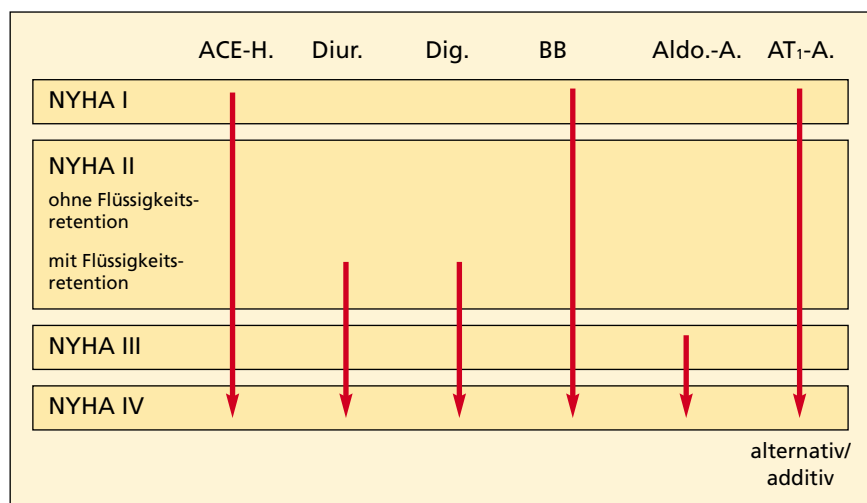 ACE-H. Diur. Dig. BB Aldo.-A. AT₁-A.
NYHA I
NYHA II
ohne Flüssigkeits-
retention
mit Flüssigkeits-
retention
NYHA III
NYHA IV
alternativ/
additiv